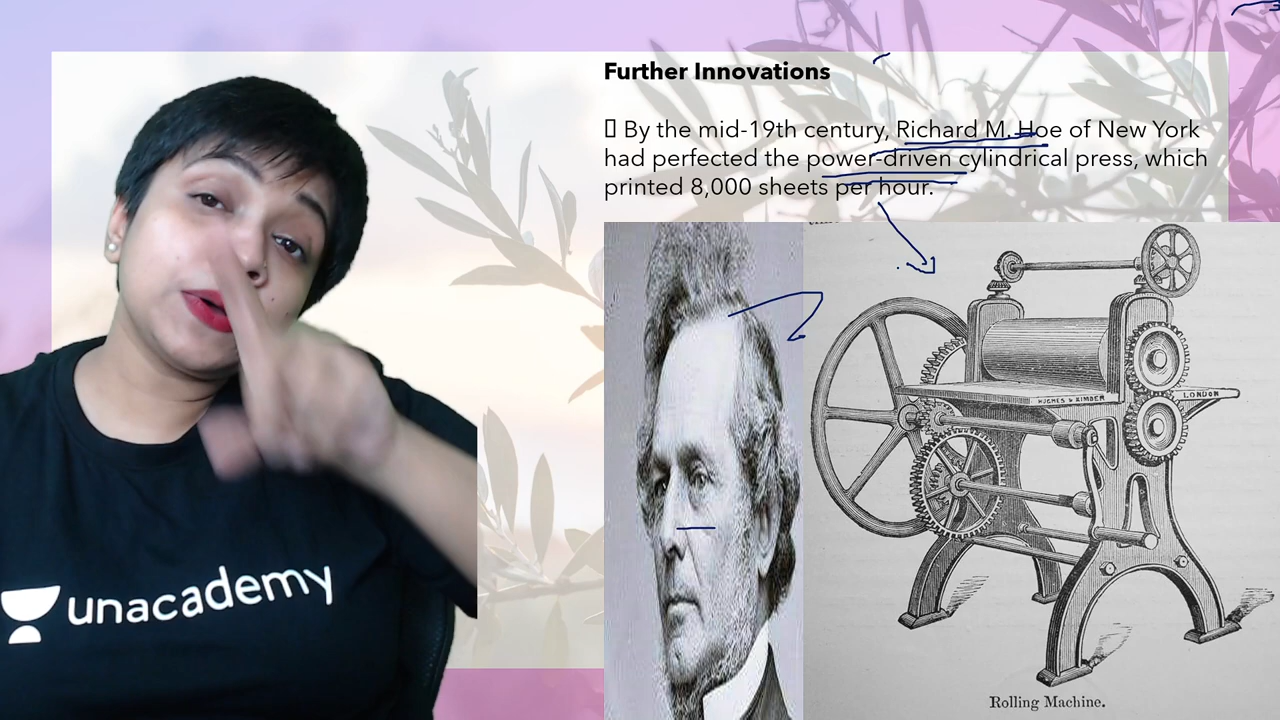 Further Innovations
▯ By the mid-19th century, Richard M. Hoe of New York
had perfected the power-driven cylindrical press, which
printed 8,000 sheets per hour.
HUGHES & KIMBER
LONDON
Rolling Machine.
unacademy